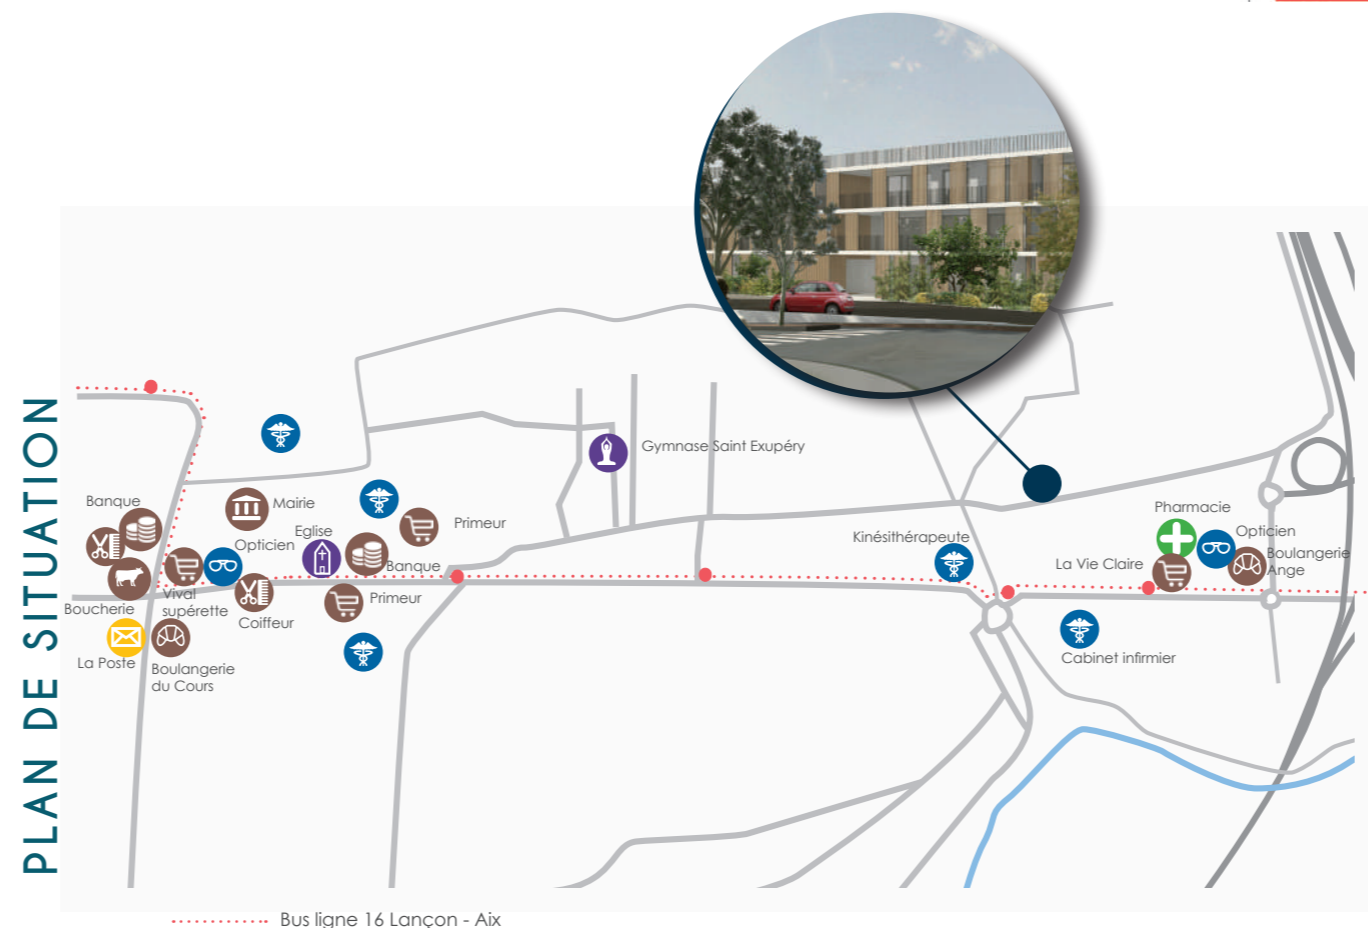 PLAN DE SITUATION
Gymnase Saint Exupéry
Banque
Mairie
Primeur
Eglise
Opticien
Banque
Vival
supérette
Coiffeur
Primeur
Boucherie
La Poste
Boulangerie
du Cours
Kinésithérapeute
Pharmacie
Opticien
La Vie Claire
Boulangerie
Ange
Cabinet infirmier
Bus ligne 16 Lançon - Aix